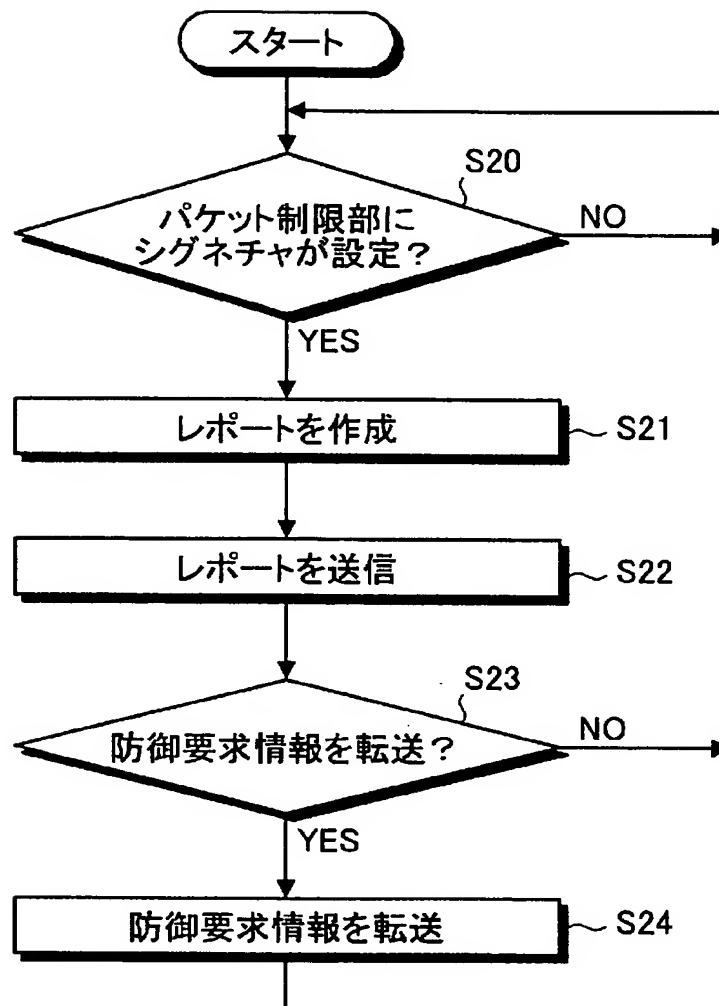 スタート
S20
パケット制限部に
シグネチャが設定?
NO
YES
レポートを作成
S21
レポートを送信
S22
S23
防御要求情報を転送?
NO
YES
防御要求情報を転送
S24